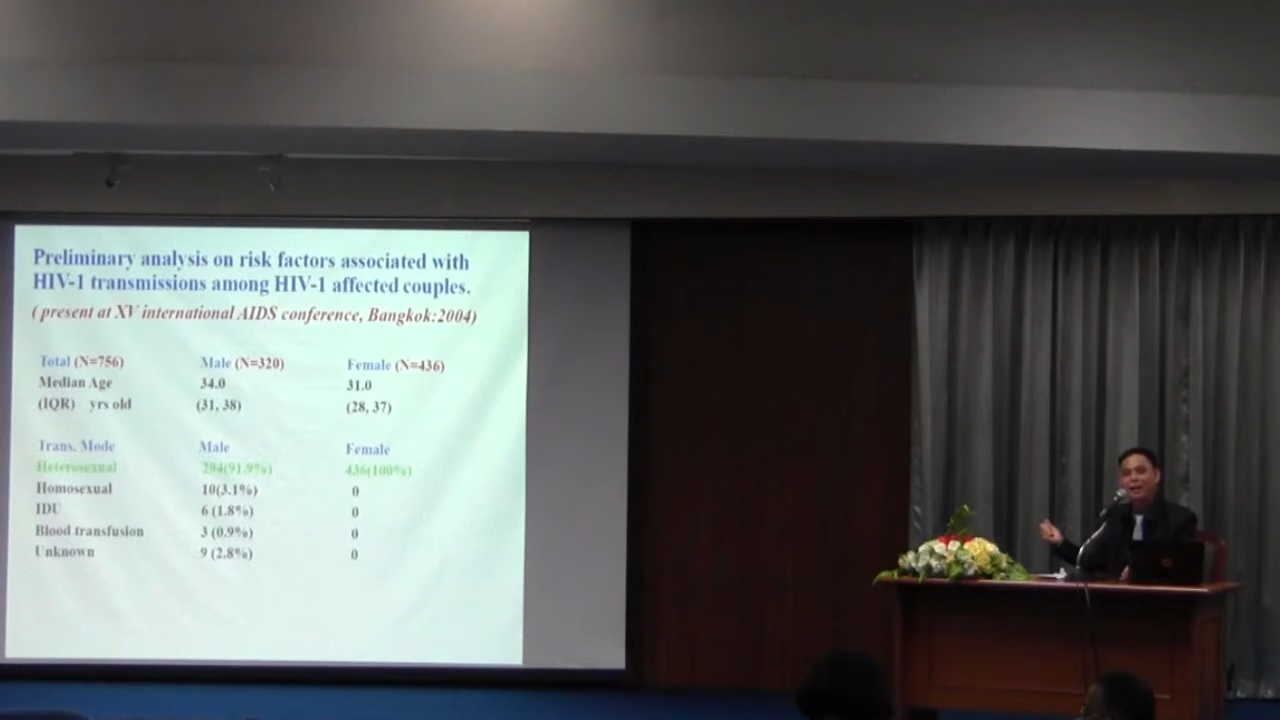 Preliminary analysis on risk factors associated with
HIV-1 transmissions among HIV-1 affected couples.
( present at XV international AIDS conference, Bangkok:2004)
Total (N=756) Male (N=320) Female (N=436)
Median Age 34.0 31.0
(IQR) yrs old (31, 38) (28, 37)
Trans. Mode Male Female
Heterosexual 294(91.9%) 436(100%)
Homosexual 10(3.1%) 0
IDU 6 (1.8%) 0
Blood transfusion 3 (0.9%) 0
Unknown 9 (2.8%) 0